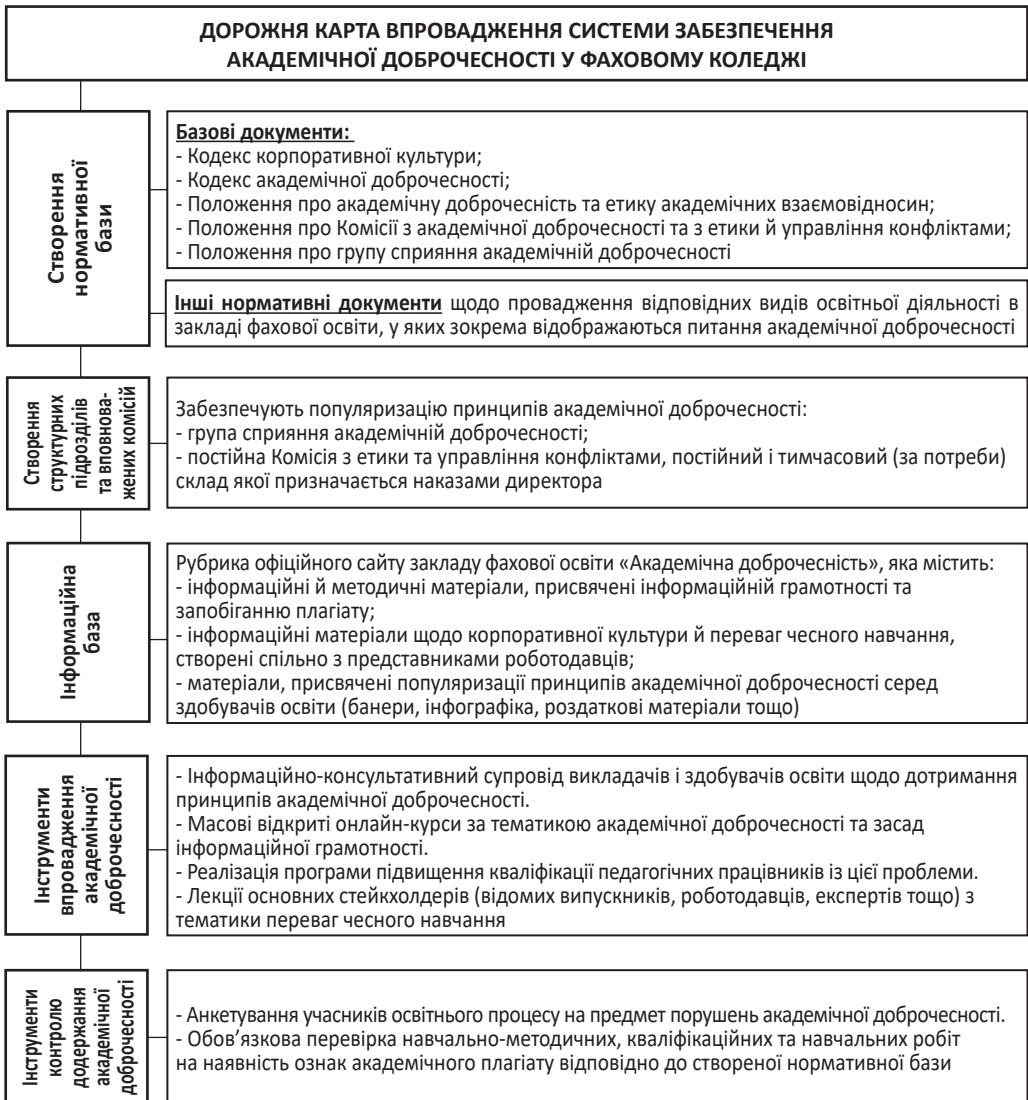 ДОРОЖНЯ КАРТА ВПРОВАДЖЕННЯ СИСТЕМИ ЗАБЕЗПЕЧЕННЯ
АКАДЕМІЧНОЇ ДОБРОЧЕСНОСТІ У ФАХОВОМУ КОЛЕДЖІ
Створення
нормативної
бази
Базові документи:
- Кодекс корпоративної культури;
- Кодекс академічної доброчесності;
- Положення про академічну доброчесність та етику академічних взаємовідносин;
- Положення про Комісії з академічної доброчесності та з етики й управління конфліктами;
- Положення про групу сприяння академічній доброчесності
Інші нормативні документи щодо провадження відповідних видів освітньої діяльності в
закладі фахової освіти, у яких зокрема відображаються питання академічної доброчесності
Створення
структурних
підрозділів
та вповнова-
жених комісій
Забезпечують популяризацію принципів академічної доброчесності:
- група сприяння академічній доброчесності;
- постійна Комісія з етики та управління конфліктами, постійний і тимчасовий (за потреби)
склад якої призначається наказами директора
Інформаційна
база
Рубрика офіційного сайту закладу фахової освіти «Академічна доброчесність», яка містить:
- інформаційні й методичні матеріали, присвячені інформаційній грамотності та
запобіганню плагіату;
- інформаційні матеріали щодо корпоративної культури й переваг чесного навчання,
створені спільно з представниками роботодавців;
- матеріали, присвячені популяризації принципів академічної доброчесності серед
здобувачів освіти (банери, інфографіка, роздаткові матеріали тощо)
Інструменти
впровадження
академічної
доброчесності
- Інформаційно-консультативний супровід викладачів і здобувачів освіти щодо дотримання
принципів академічної доброчесності.
- Масові відкриті онлайн-курси за тематикою академічної доброчесності та засад
інформаційної грамотності.
- Реалізація програми підвищення кваліфікації педагогічних працівників із цієї проблеми.
- Лекції основних стейкхолдерів (відомих випускників, роботодавців, експертів тощо) з
тематики переваг чесного навчання
Інструменти
контролю
додержання
академічної
доброчесності
- Анкетування учасників освітнього процесу на предмет порушень академічної доброчесності.
- Обов’язкова перевірка навчально-методичних, кваліфікаційних та навчальних робіт
на наявність ознак академічного плагіату відповідно до створеної нормативної бази